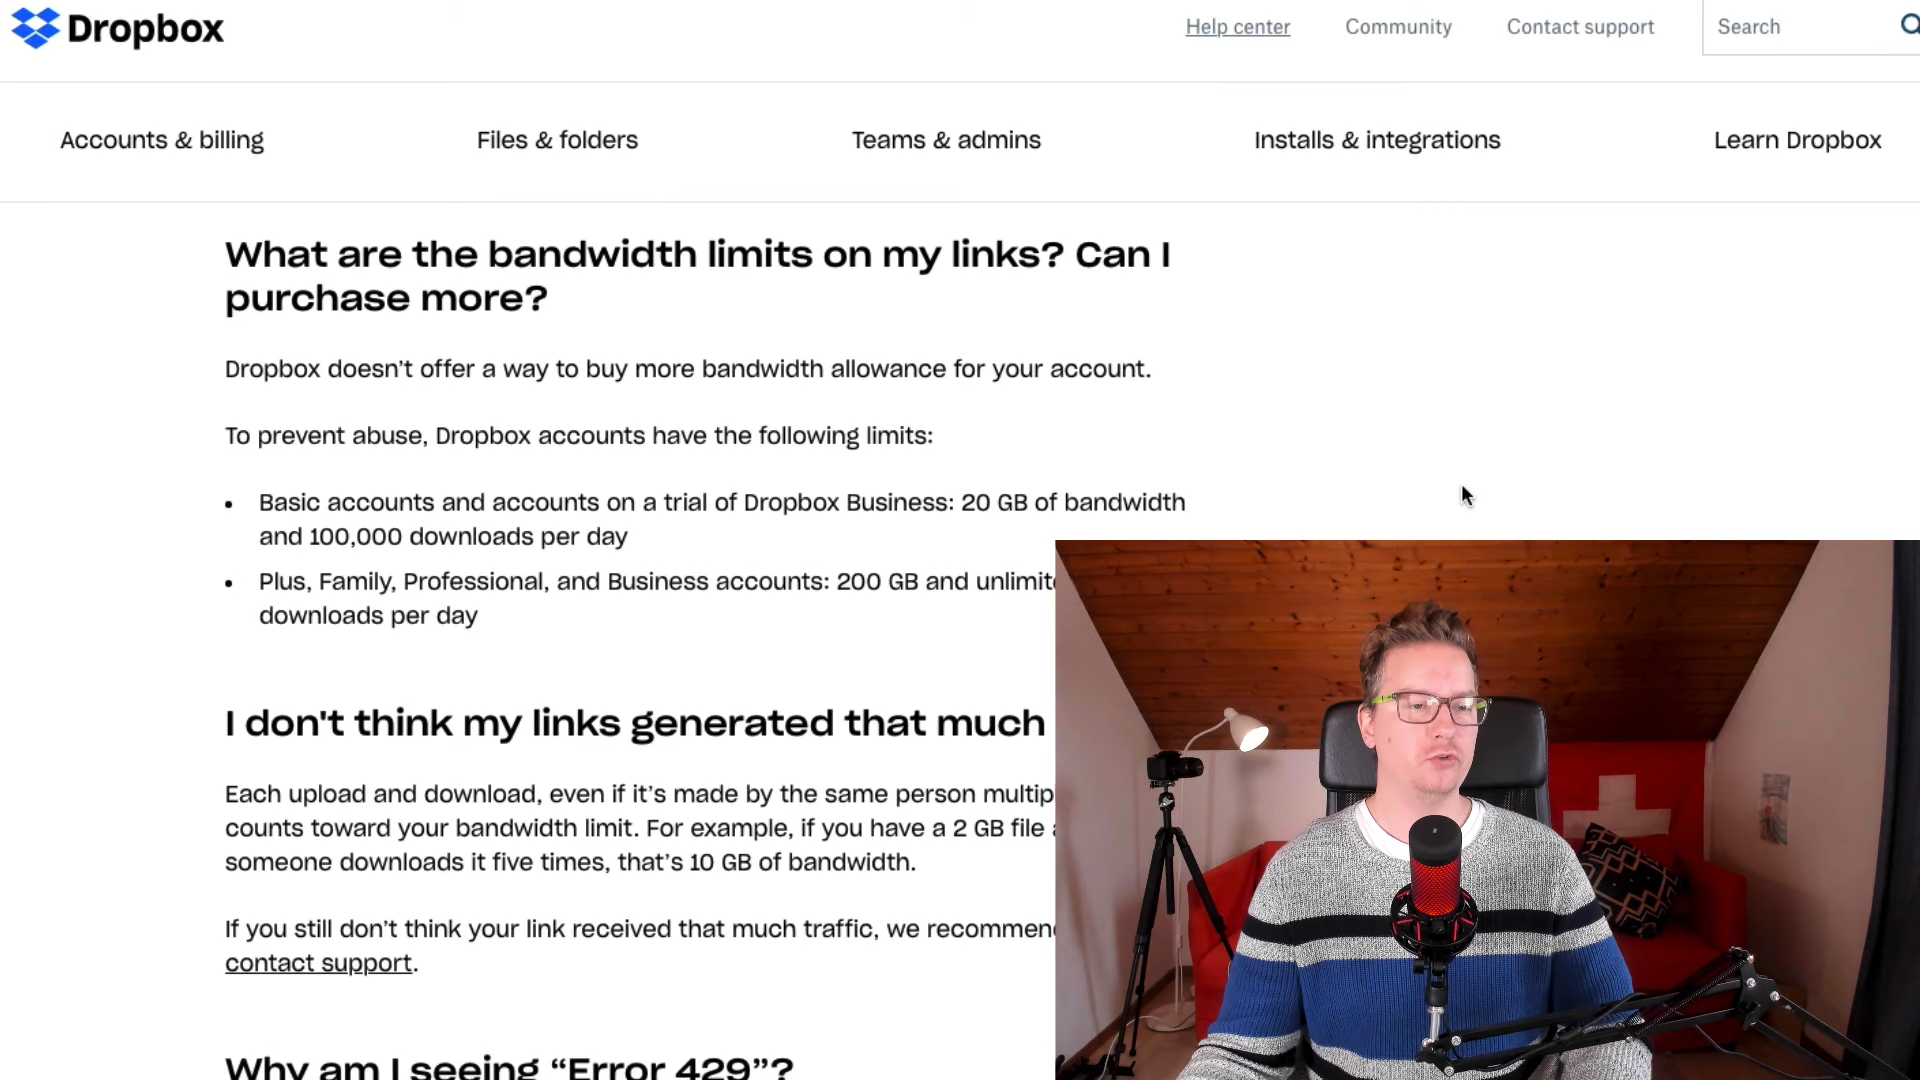 Dropbox
Help center
Community
Contact support
Search
Accounts & billing
Files & folders
Teams & admins
Installs & integrations
Learn Dropbox
What are the bandwidth limits on my links? Can I
purchase more?
Dropbox doesn't offer a way to buy more bandwidth allowance for your account.
To prevent abuse, Dropbox accounts have the following limits:
• Basic accounts and accounts on a trial of Dropbox Business: 20 GB of bandwidth
and 100,000 downloads per day
• Plus, Family, Professional, and Business accounts: 200 GB and
downloads per day
I don't think my links generated that much
Each upload and download, even if it's made by the same person
counts toward your bandwidth limit. For example, if you have a 2 GB file
someone downloads it five times, that's 10 GB of bandwidth.
If you still don't think your link received that much traffic, we
contact support.
Why am I seeing “Error 429”?